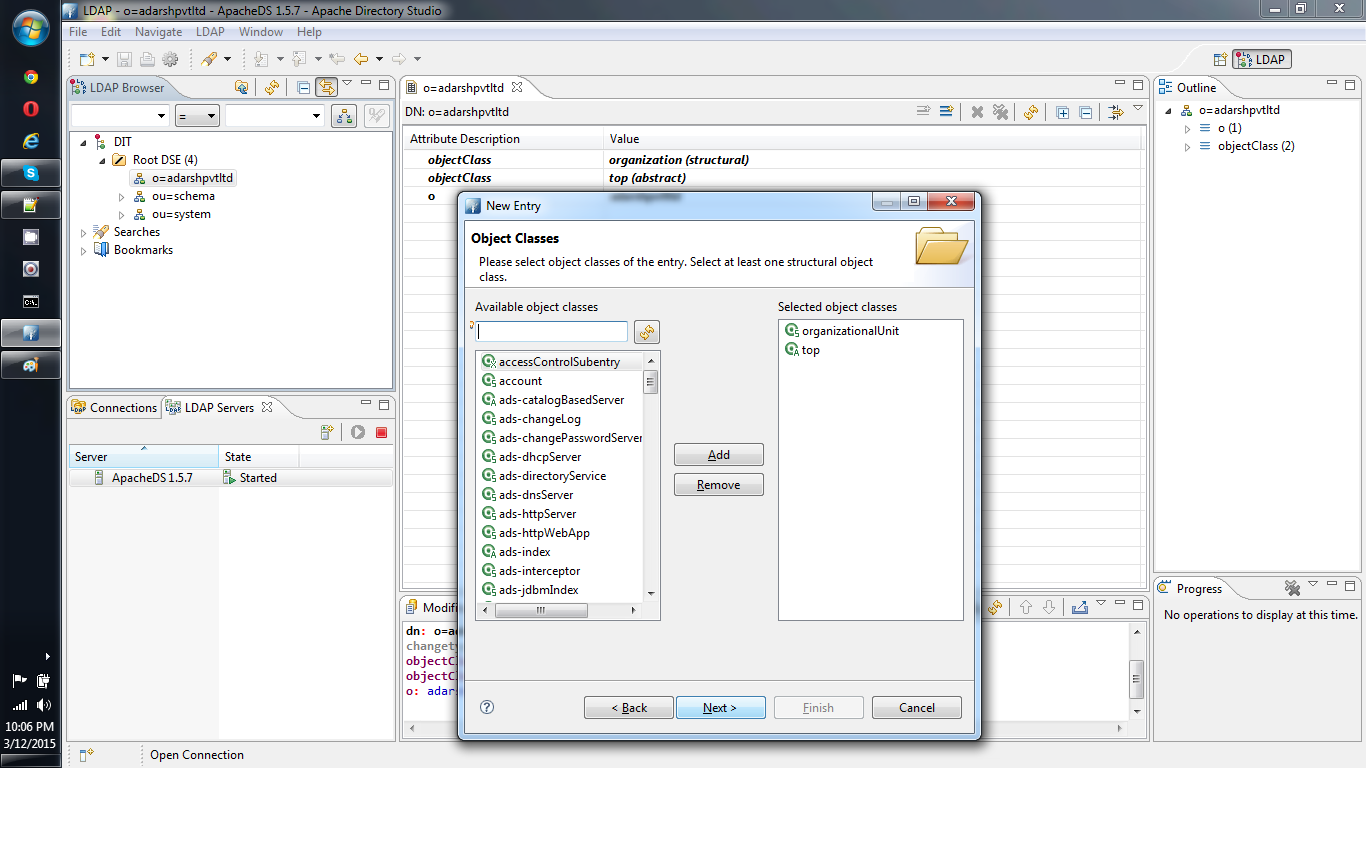 LDAP - o=adarshpvtltd - ApacheDS 1.5.7 - Apache Directory Studio
File Edit Navigate LDAP Window Help
LDAP
LDAP Browser
=
DIT
Root DSE (4)
o=adarshpvtltd
ou=schema
ou=system
Searches
Bookmarks
Connections LDAP Servers
Server State
ApacheDS 1.5.7 Started
o=adarshpvtltd
DN: o=adarshpvtltd
Attribute Description Value
objectClass organization (structural)
objectClass top (abstract)
o
New Entry
Object Classes
Please select object classes of the entry. Select at least one structural object
class.
Available object classes
accessControlSubentry
account
ads-catalogBasedServer
ads-changeLog
ads-changePasswordServer
ads-dhcpServer
ads-directoryService
ads-dnsServer
ads-httpServer
ads-httpWebApp
ads-index
ads-interceptor
ads-jdbmIndex
Add
Remove
Selected object classes
organizationalUnit
top
< Back Next > Finish Cancel
Modifi
dn: o=ad
changety
objectCl
objectCl
o: adars
Outline
o=adarshpvtltd
o (1)
objectClass (2)
Progress
No operations to display at this time.
10:06 PM
3/12/2015
Open Connection